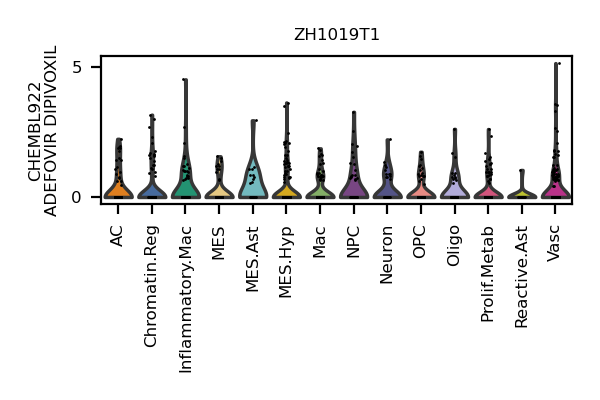 ZH1019T1
CHEMBL922
ADEFOVIR DIPIVOXIL
5
0
AC
Chromatin.Reg
Inflammatory.Mac
MES
MES.Ast
MES.Hyp
Mac
NPC
Neuron
OPC
Oligo
Prolif.Metab
Reactive.Ast
Vasc